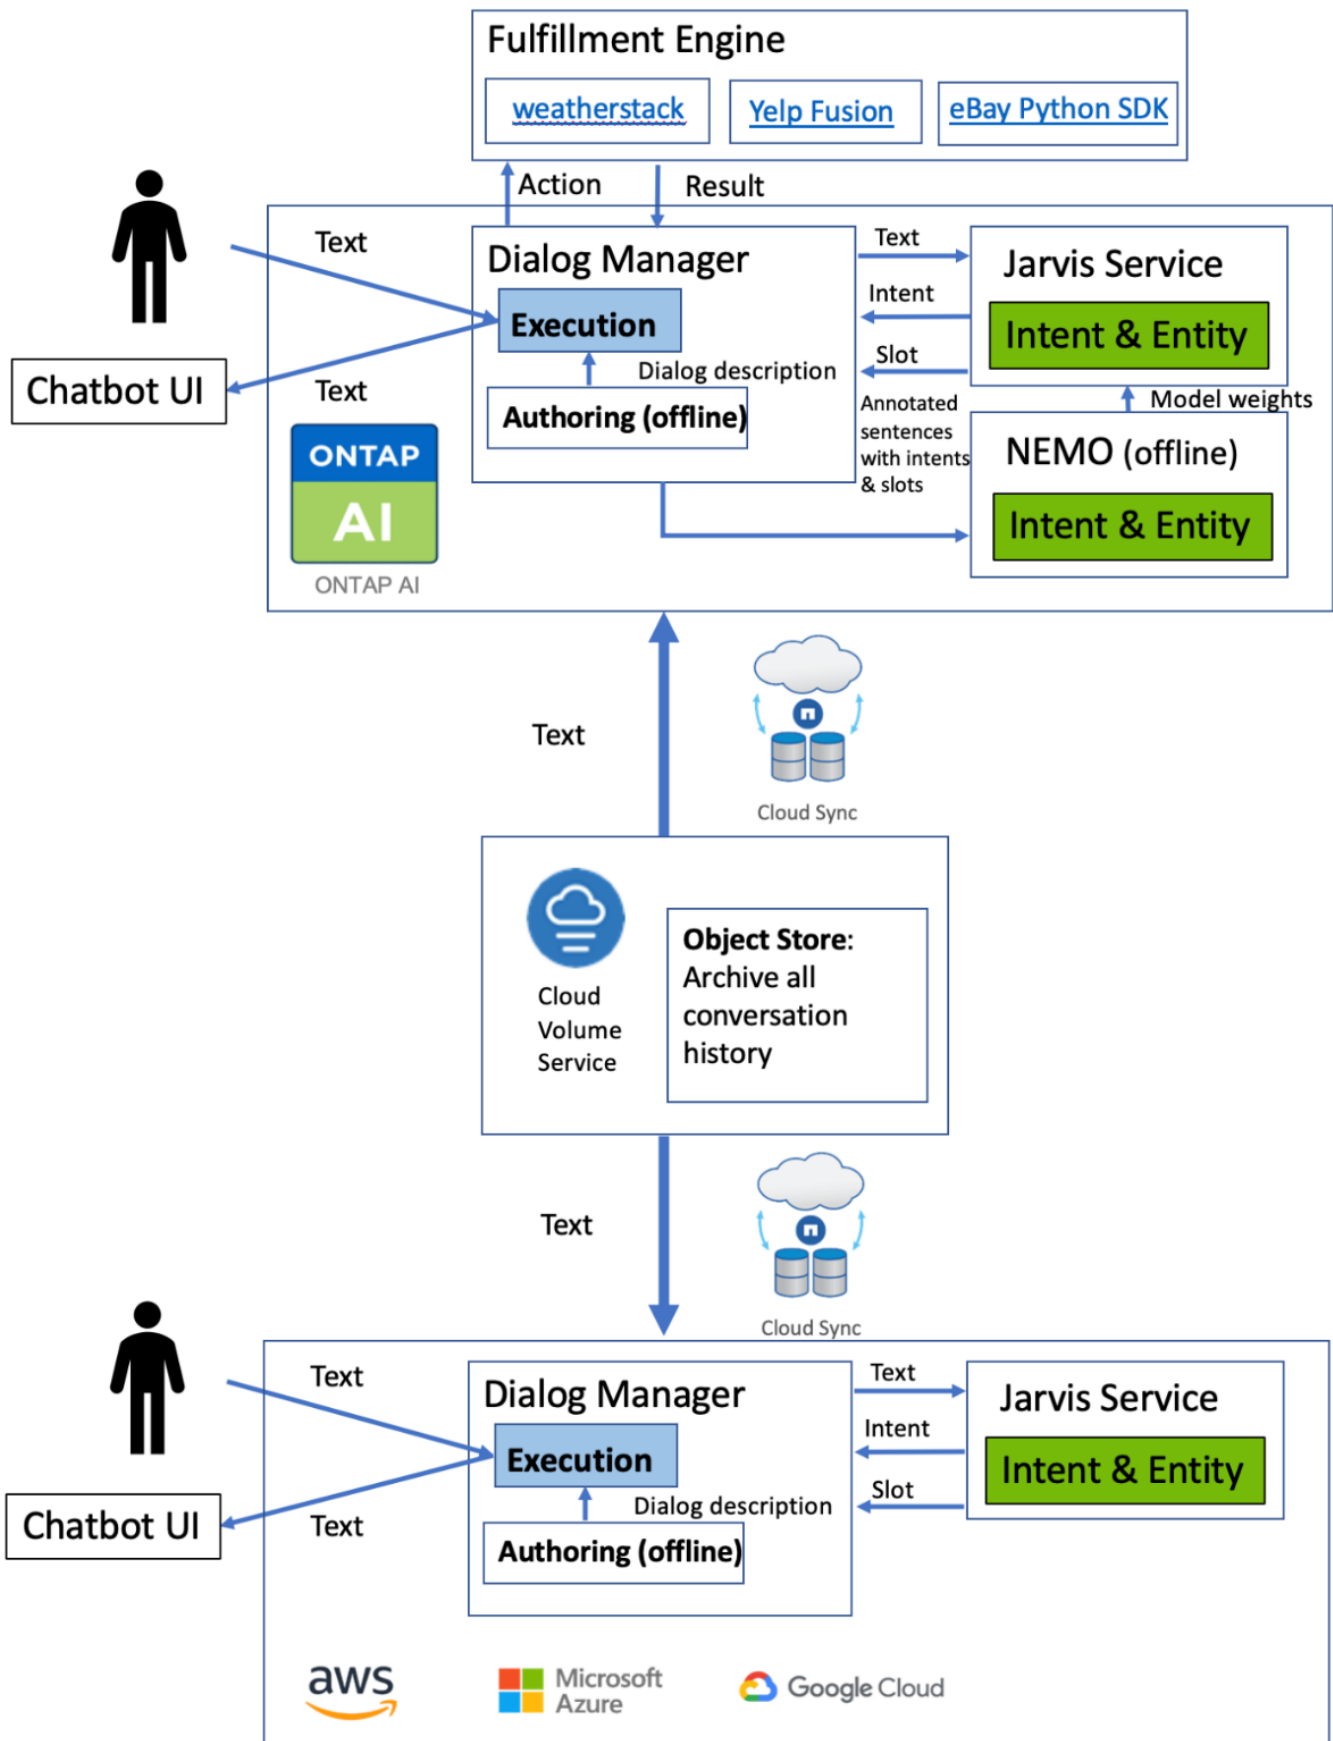 Fulfillment Engine
weatherstack
Yelp Fusion
eBay Python SDK
Action
Result
Text
Dialog Manager
Text
Jarvis Service
Intent
Execution
Intent & Entity
Slot
Dialog description
Chatbot UI
Text
Authoring (offline)
Annotated
sentences
with intents
& slots
Model weights
ONTAP
AI
ONTAP AI
NEMO (offline)
Intent & Entity
Text
Cloud Sync
Cloud
Volume
Service
Object Store:
Archive all
conversation
history
Text
Cloud Sync
Text
Dialog Manager
Text
Jarvis Service
Intent
Execution
Intent & Entity
Slot
Dialog description
Chatbot UI
Text
Authoring (offline)
aws
Microsoft
Azure
Google Cloud